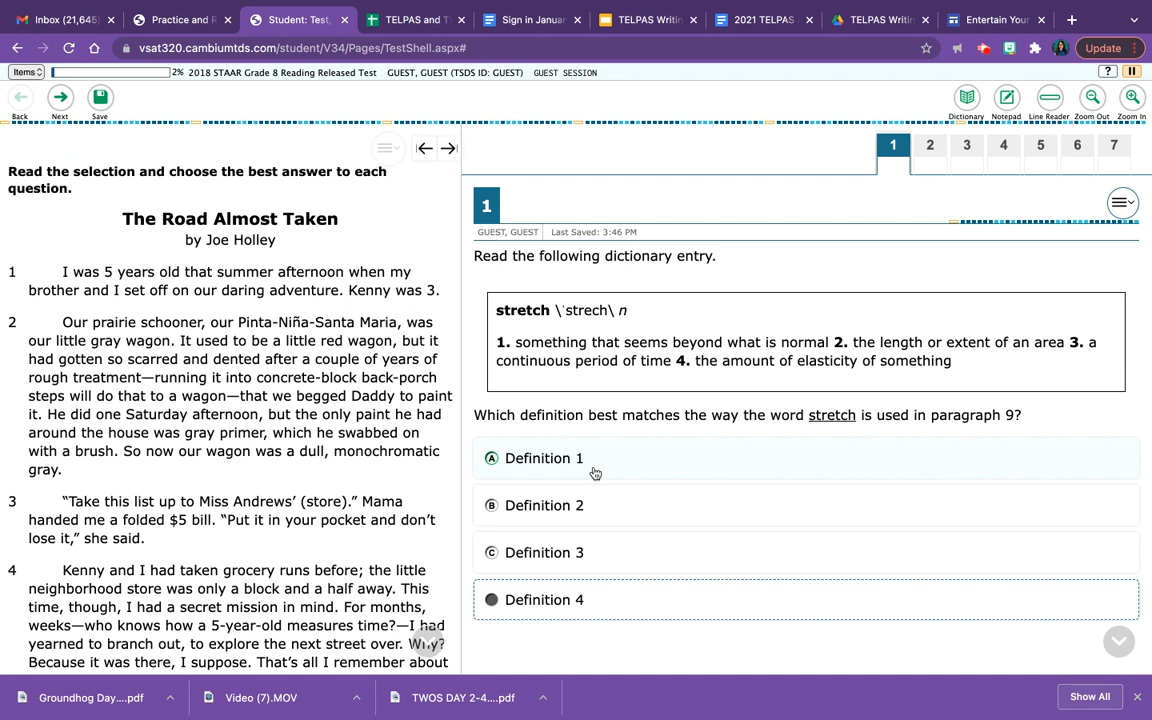 Inbox (21,645)
Practice and R
Student: Test,
TELPAS and T
Sign in Januar
TELPAS Writin
2021 TELPAS
TELPAS Writin
Entertain Your
vsat320.cambiumtds.com/student/V34/Pages/TestShell.aspx#
Update
Items
2% 2018 STAAR Grade 8 Reading Released Test GUEST, GUEST (TSDS ID: GUEST) GUEST SESSION
?
Back
Next
Save
Dictionary
Notepad
Line Reader
Zoom Out
Zoom In
Read the selection and choose the best answer to each
question.
The Road Almost Taken
by Joe Holley
1 I was 5 years old that summer afternoon when my
brother and I set off on our daring adventure. Kenny was 3.
2 Our prairie schooner, our Pinta-Niña-Santa Maria, was
our little gray wagon. It used to be a little red wagon, but it
had gotten so scarred and dented after a couple of years of
rough treatment—running it into concrete-block back-porch
steps will do that to a wagon—that we begged Daddy to paint
it. He did one Saturday afternoon, but the only paint he had
around the house was gray primer, which he swabbed on
with a brush. So now our wagon was a dull, monochromatic
gray.
3 “Take this list up to Miss Andrews’ (store).” Mama
handed me a folded $5 bill. “Put it in your pocket and don’t
lose it,” she said.
4 Kenny and I had taken grocery runs before; the little
neighborhood store was only a block and a half away. This
time, though, I had a secret mission in mind. For months,
weeks—who knows how a 5-year-old measures time?—I had
yearned to branch out, to explore the next street over. Why?
Because it was there, I suppose. That’s all I remember about
1 2 3 4 5 6 7
1
GUEST, GUEST Last Saved: 3:46 PM
Read the following dictionary entry.
stretch \ˈstrech\ n
1. something that seems beyond what is normal 2. the length or extent of an area 3. a
continuous period of time 4. the amount of elasticity of something
Which definition best matches the way the word stretch is used in paragraph 9?
A Definition 1
B Definition 2
C Definition 3
Definition 4
Groundhog Day....pdf
Video (7).MOV
TWOS DAY 2-4....pdf
Show All